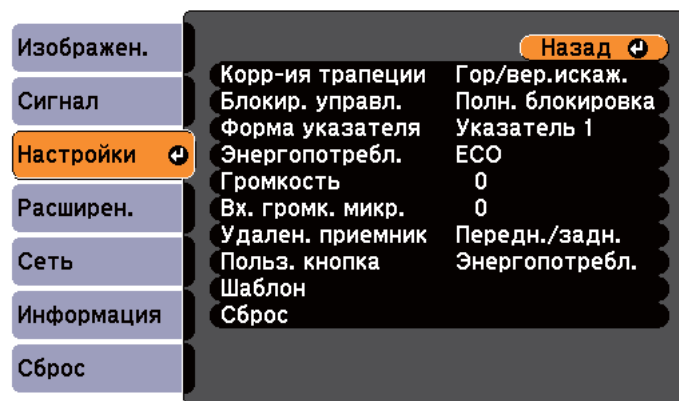 Изображен.
Сигнал
Настройки
Расширен.
Сеть
Информация
Сброс
Назад
Корр-ия трапеции Гор/вер.искаж.
Блокир. управл. Полн. блокировка
Форма указателя Указатель 1
Энергопотребл. ECO
Громкость 0
Вх. громк. микр. 0
Удален. приемник Передн./задн.
Польз. кнопка Энергопотребл.
Шаблон
Сброс